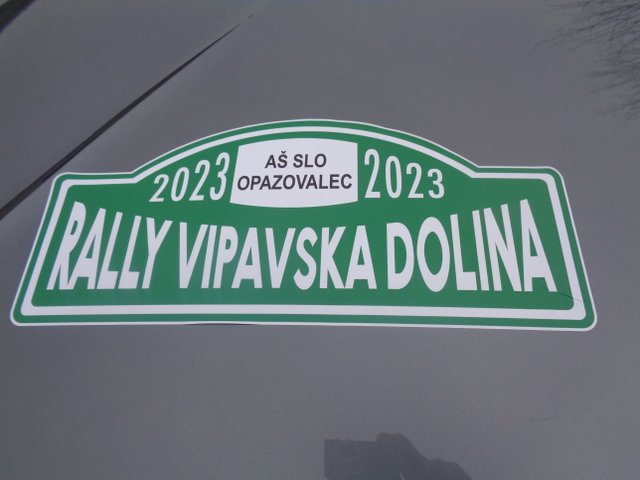 2023 AŠ SLO 2023
OPAZOVALEC
RALLY VIPAVSKA DOLINA